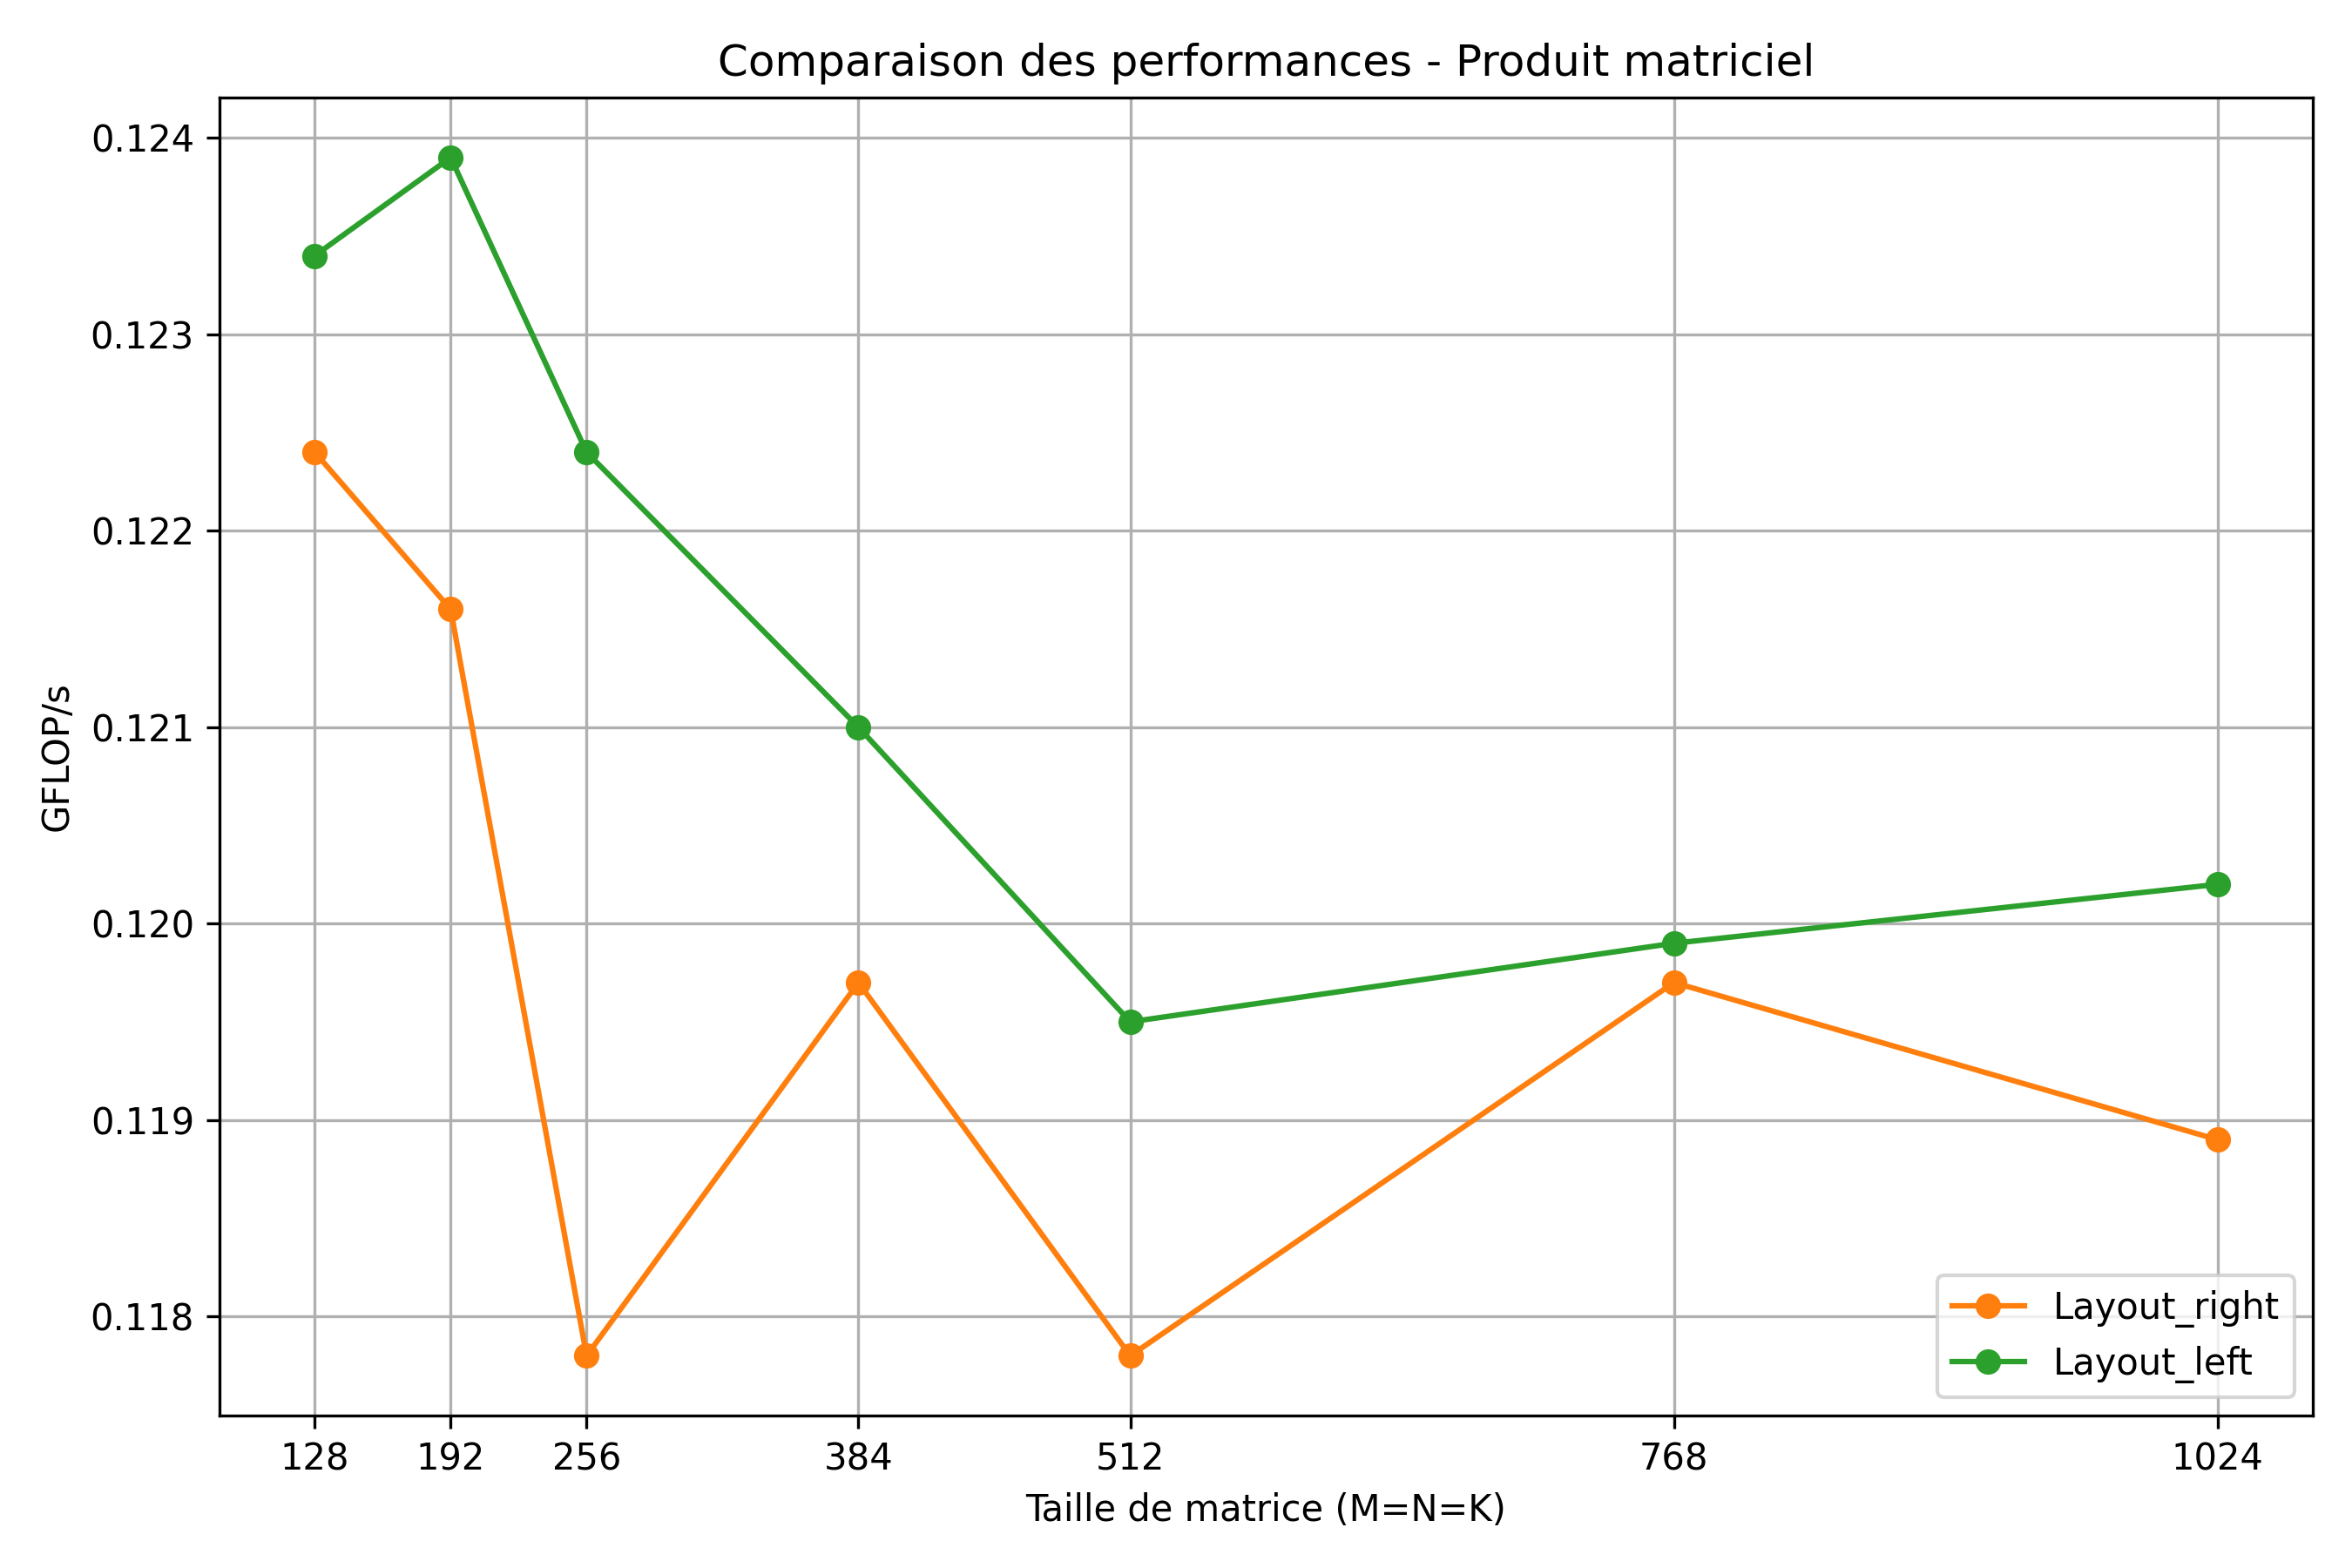 Comparaison des performances - Produit matriciel
0.124
0.123
0.122
0.121
0.120
0.119
0.118
GFLOP/s
128 192 256 384 512 768 1024
Taille de matrice (M=N=K)
Layout_right
Layout_left